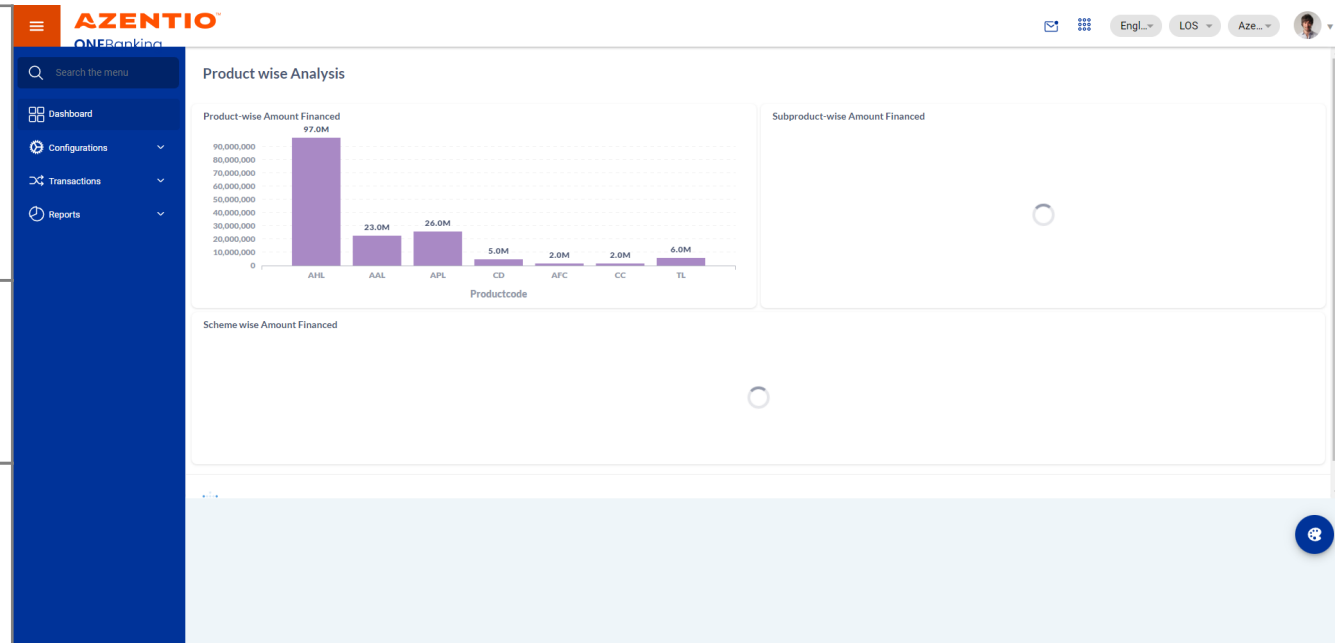 AZENTIO™
ONEBanking
Engl...
LOS
Aze...
Search the menu
Dashboard
Configurations
Transactions
Reports
Product wise Analysis
Product-wise Amount Financed
97.0M
90,000,000
80,000,000
70,000,000
60,000,000
50,000,000
40,000,000
30,000,000
20,000,000
10,000,000
0
23.0M
26.0M
5.0M
2.0M
2.0M
6.0M
AHL AAL APL CD AFC CC TL
Productcode
Subproduct-wise Amount Financed
Scheme wise Amount Financed